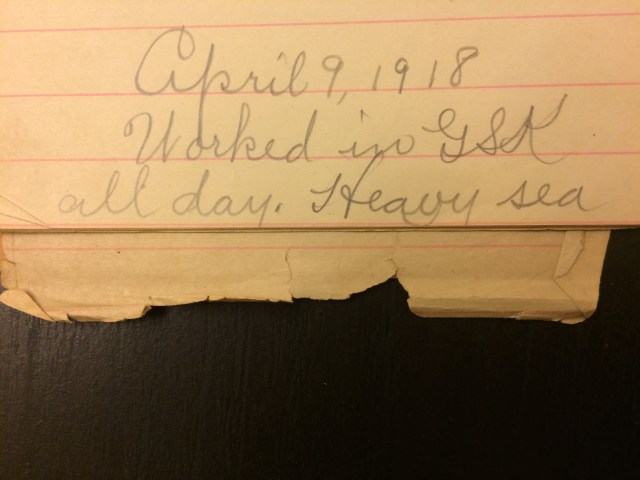 April 9, 1918
Worked in GSK
all day. Heavy sea